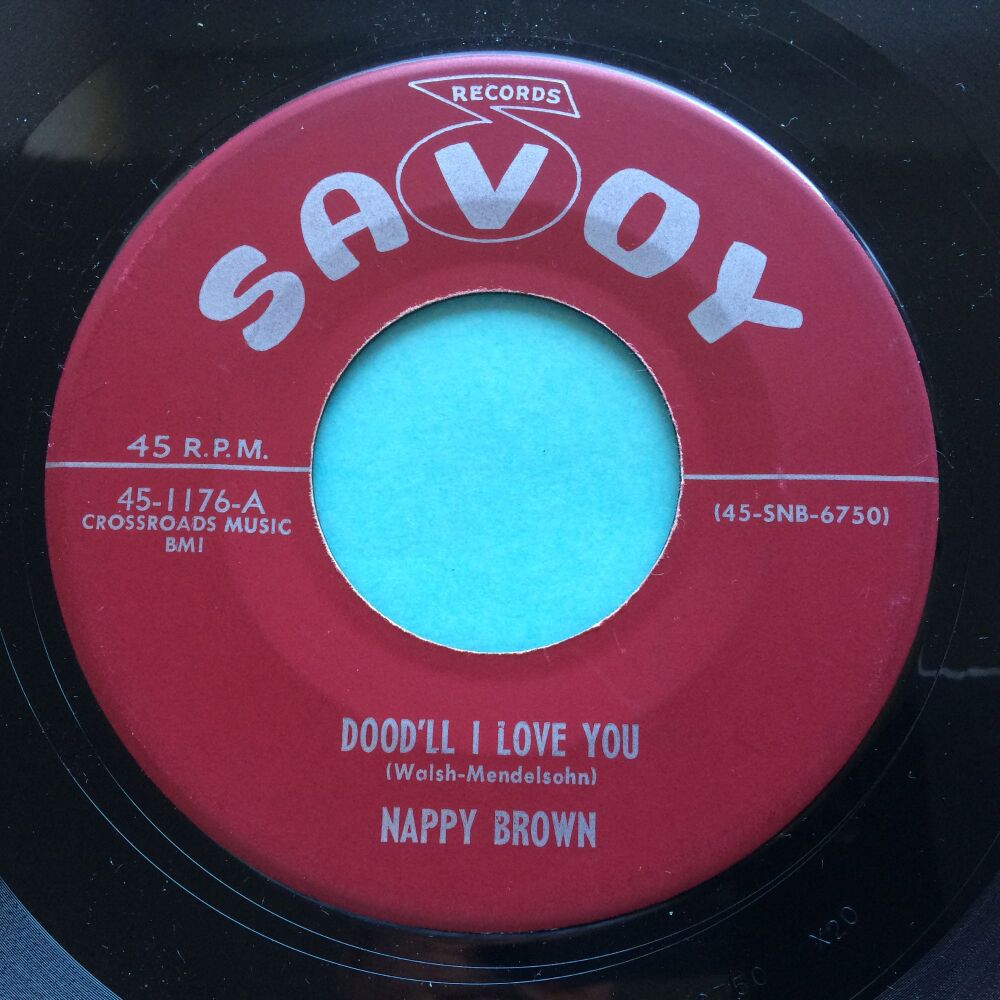 RECORDS
SAVOY
45 R.P.M.
45-1176-A
CROSSROADS MUSIC
BMI
(45-SNB-6750)
DOOD'LL I LOVE YOU
(Walsh-Mendelsohn)
NAPPY BROWN
X20